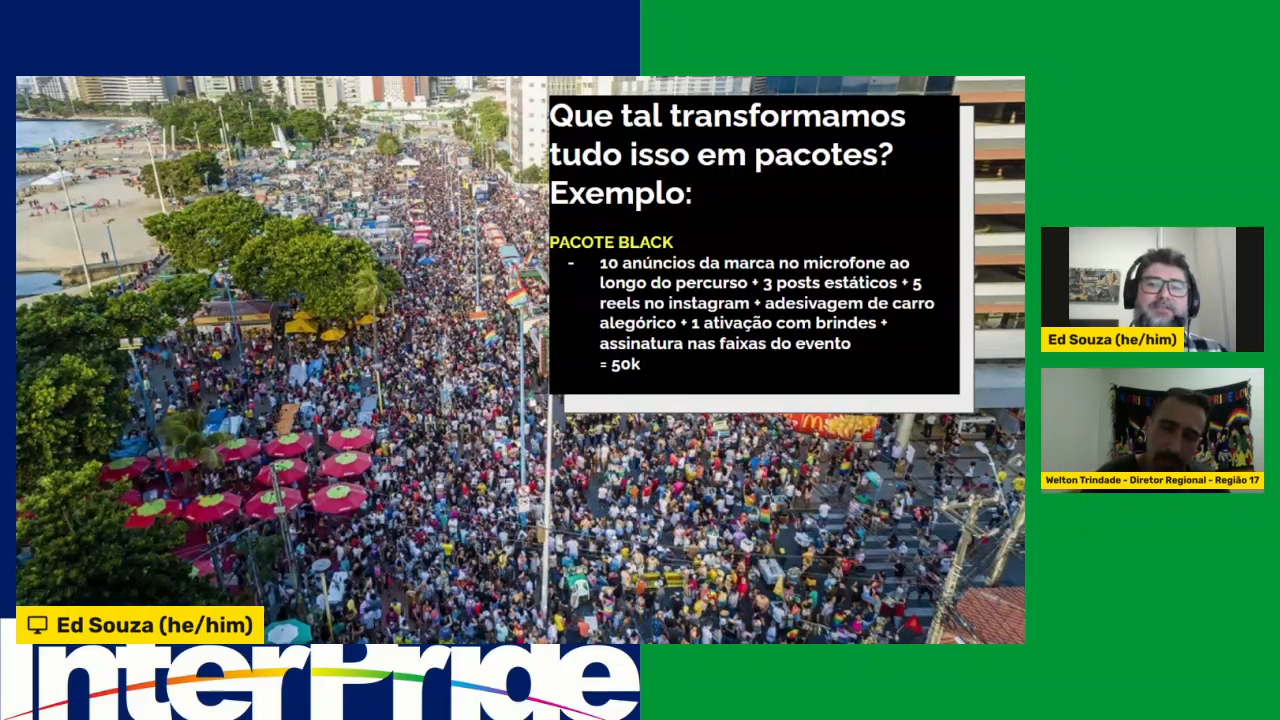 Que tal transformamos
tudo isso em pacotes?
Exemplo:
PACOTE BLACK
- 10 anúncios da marca no microfone ao
longo do percurso + 3 posts estáticos + 5
reels no instagram + adesivagem de carro
alegórico + 1 ativação com brindes +
assinatura nas faixas do evento
= 50k
Ed Souza (he/him)
Welton Trindade - Diretor Regional - Região 17
Ed Souza (he/him)
InterPride